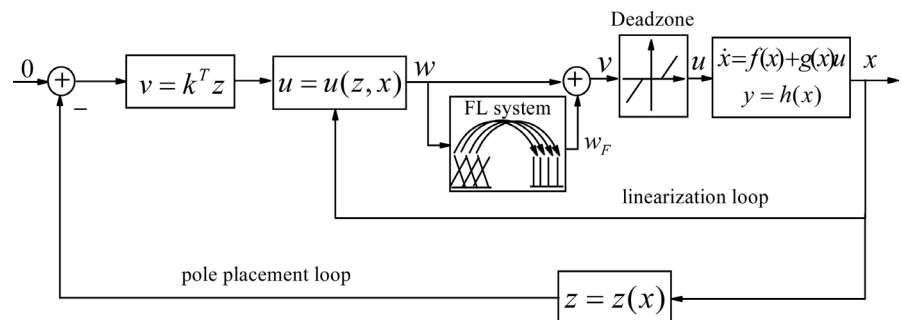 Deadzone
0
+
−
v = k^T z
u = u(z, x)
w
+
v
u
ẋ=f(x)+g(x)u
y = h(x)
x
FL system
w_F
linearization loop
pole placement loop
z = z(x)